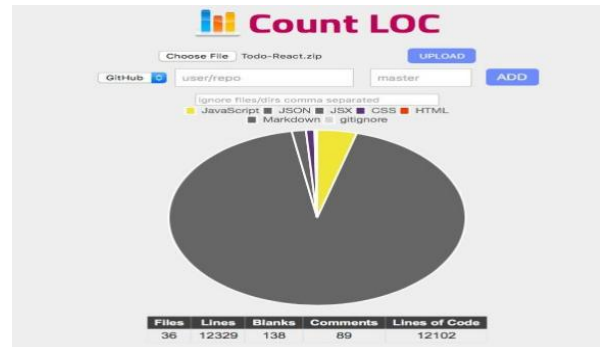 Count LOC
Choose File Todo-React.zip UPLOAD
GitHub user/repo master ADD
ignore files/dirs comma separated
JavaScript JSON JSX CSS HTML
Markdown gitignore
Files Lines Blanks Comments Lines of Code
36 12329 138 89 12102